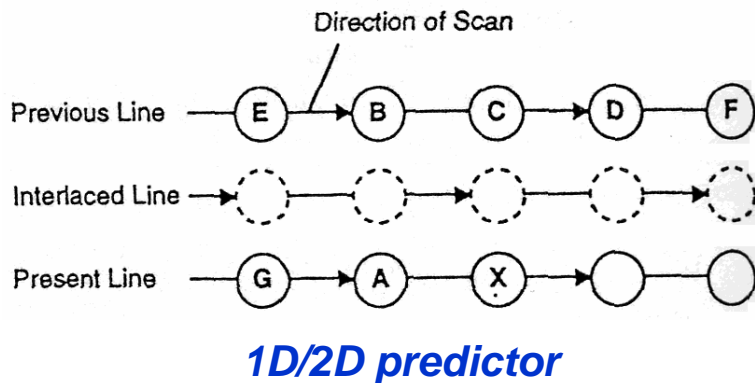 Direction of Scan
Previous Line E B C D F
Interlaced Line
Present Line G A X
1D/2D predictor